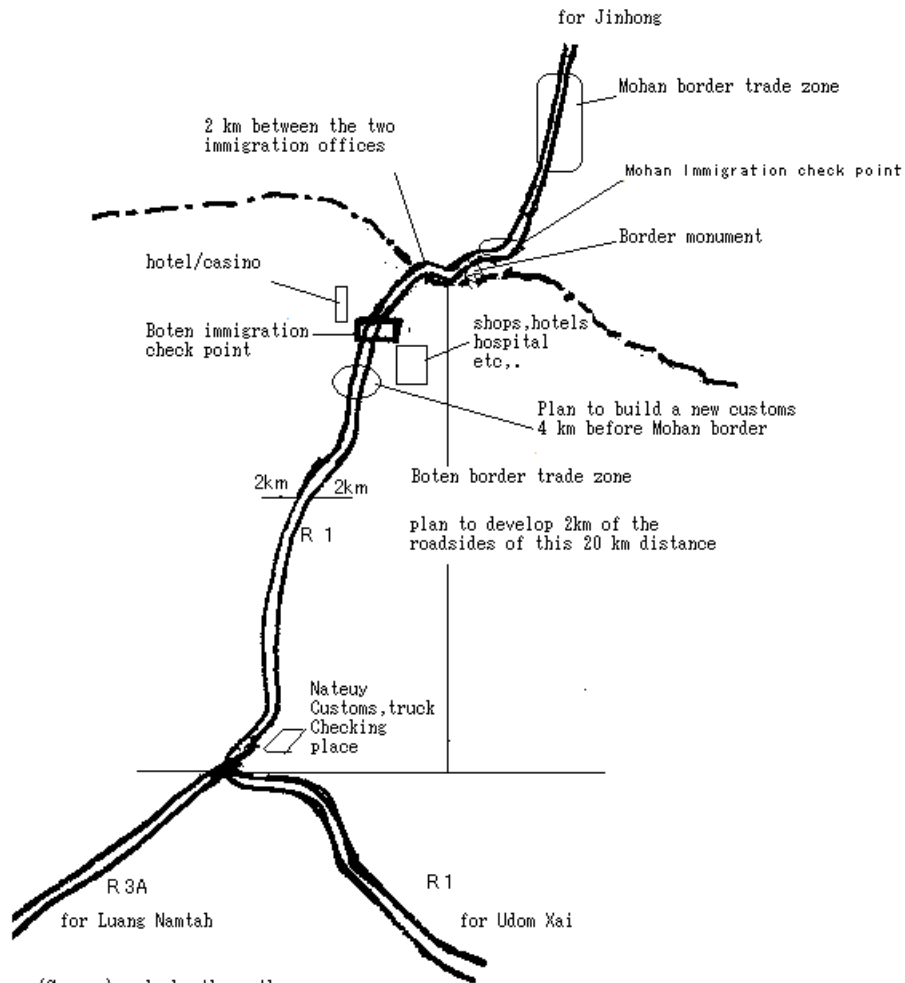 for Jinhong
Mohan border trade zone
2 km between the two
immigration offices
Mohan Immigration check point
Border monument
hotel/casino
Boten immigration
check point
shops,hotels
hospital
etc,.
Plan to build a new customs
4 km before Mohan border
2km
2km
Boten border trade zone
R 1
plan to develop 2km of the
roadsides of this 20 km distance
Nateuy
Customs,truck
Checking
place
R 3A
R 1
for Luang Namtah
for Udom Xai